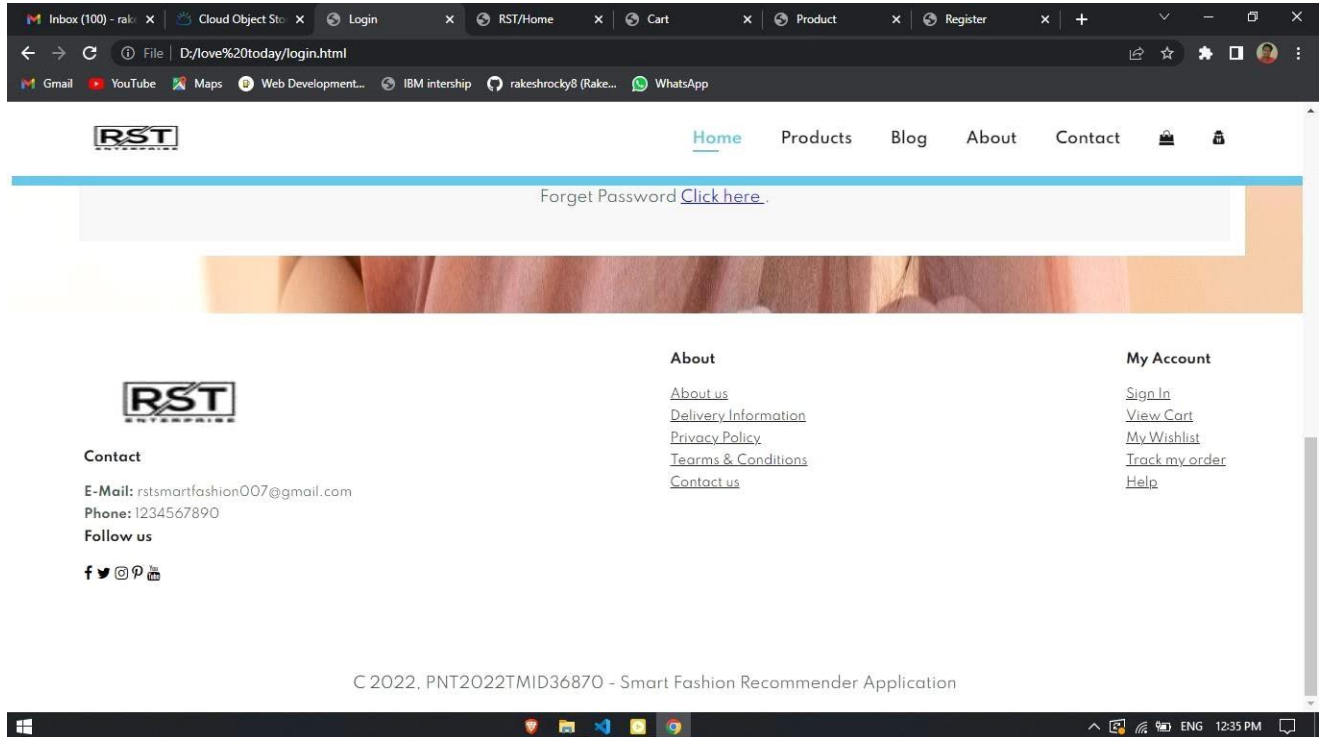 Inbox (100) - rake
Cloud Object Sto
Login
RST/Home
Cart
Product
Register
File
D:/love%20today/login.html
Gmail
YouTube
Maps
Web Development...
IBM intership
rakeshrocky8 (Rake...
WhatsApp
RST
ENTERPRISE
Home Products Blog About Contact
Forget Password Click here .
RST
ENTERPRISE
Contact
E-Mail: rstsmartfashion007@gmail.com
Phone: 1234567890
Follow us
About
About us
Delivery Information
Privacy Policy
Tearms & Conditions
Contact us
My Account
Sign In
View Cart
My Wishlist
Track my order
Help
C 2022, PNT2022TMID36870 - Smart Fashion Recommender Application
ENG 12:35 PM